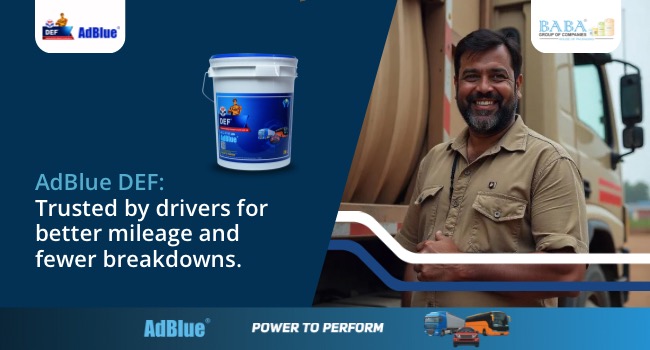 DEF AdBlue®
BABA®
GROUP OF COMPANIES
DEF
AdBlue
AdBlue DEF:
Trusted by drivers for
better mileage and
fewer breakdowns.
AdBlue® POWER TO PERFORM